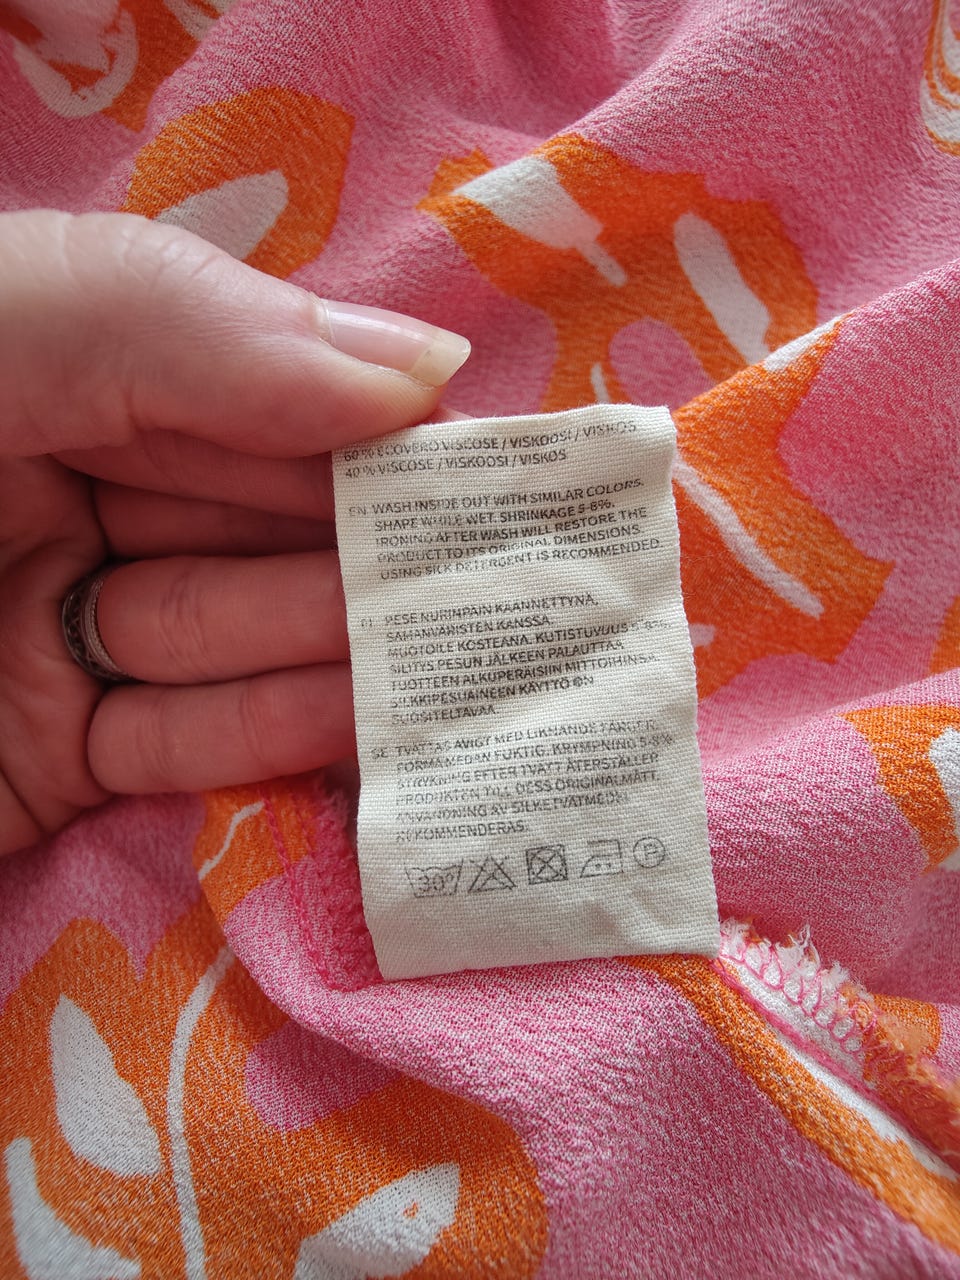 60 % ECOVERO VISCOSE / VISKOOSI / VISKOS
40 % VISCOSE / VISKOOSI / VISKOS
EN WASH INSIDE OUT WITH SIMILAR COLORS.
SHAPE WHILE WET. SHRINKAGE 5-8%.
IRONING AFTER WASH WILL RESTORE THE
PRODUCT TO ITS ORIGINAL DIMENSIONS
USING SILK DETERGENT IS RECOMMENDED.
FI PESE NURINPÄIN KÄÄNNETTYNÄ,
SAMANVÄRISTEN KANSSA.
MUOTOILE KOSTEANA. KUTISTUVUUS 5-8%,
SILITYS PESUN JÄLKEEN PALAUTTAA
TUOTTEEN ALKUPERÄISIIN MITTOIHINSA.
SILKKIPESUAINEEN KÄYTTÖ ON
SUOSITELTAVAA.
SE TVÄTTAS AVIGT MED LIKNANDE FÄRGER.
FORMA MEDAN FUKTIG. KRYMPNING 5-8%
STRYKNING EFTER TVÄTT ÅTERSTÄLLER
PRODUKTEN TILL DESS ORIGINALMÅTT.
ANVÄNDNING AV SILKETVÄTMEDEL
REKOMMENDERAS.
30° P